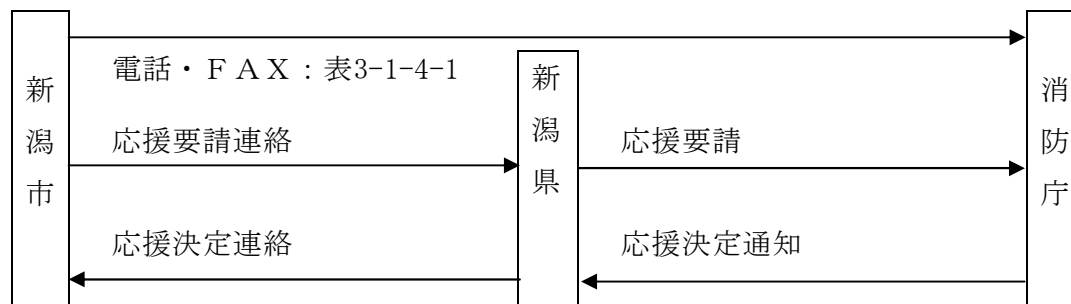 電話・ＦＡＸ：表3-1-4-1
新潟市
応援要請連絡
応援決定連絡
新潟県
応援要請
応援決定通知
消防庁